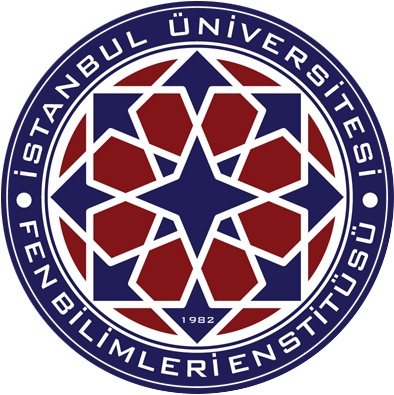 İSTANBUL ÜNİVERSİTESİ
FEN BİLİMLERİ ENSTİTÜSÜ
1982